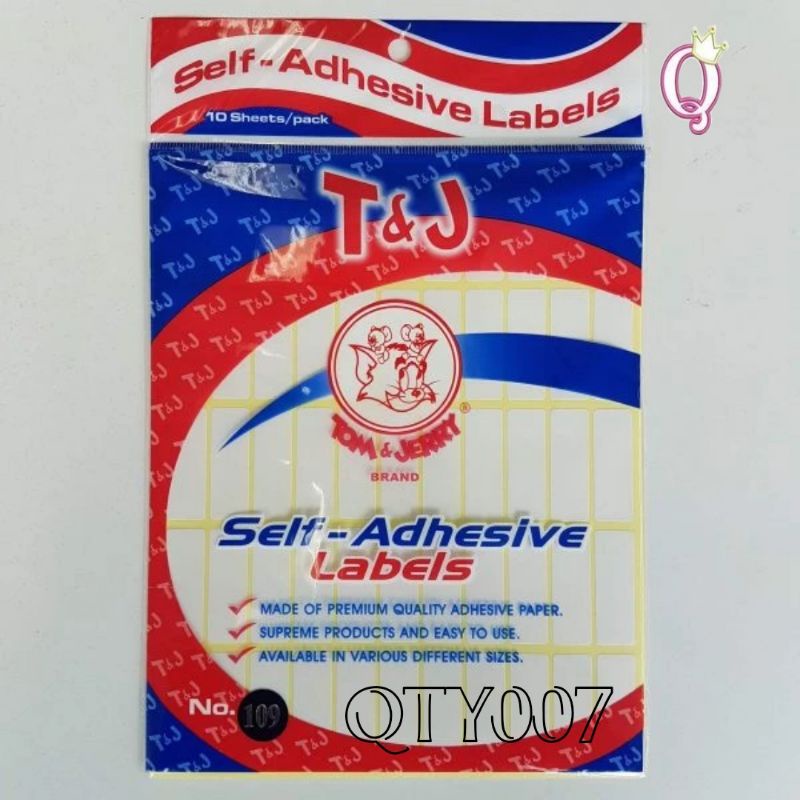 Self-Adhesive Labels
10 Sheets/pack
Q
T&J
TOM & JERRY®
BRAND
Self-Adhesive
Labels
MADE OF PREMIUM QUALITY ADHESIVE PAPER.
SUPREME PRODUCTS AND EASY TO USE.
AVAILABLE IN VARIOUS DIFFERENT SIZES.
No. 109
QTY007